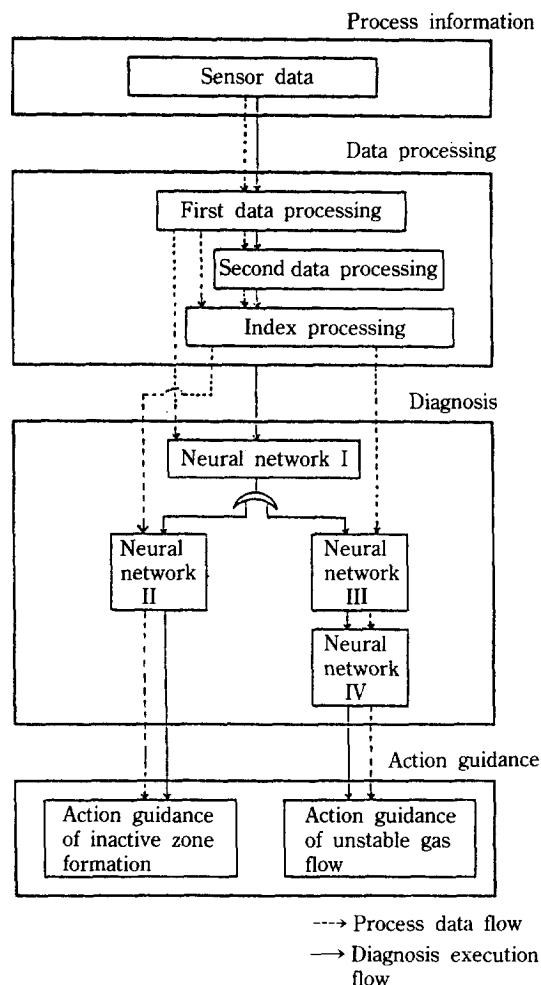 Process information
Sensor data
Data processing
First data processing
Second data processing
Index processing
Diagnosis
Neural network I
Neural
network
II
Neural
network
III
Neural
network
IV
Action guidance
Action guidance
of inactive zone
formation
Action guidance
of unstable gas
flow
Process data flow
Diagnosis execution
flow